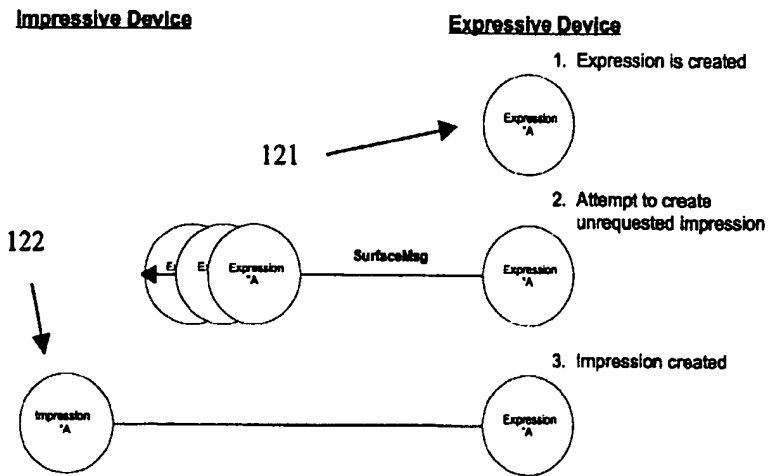 Impressive Device
Expressive Device
1. Expression is created
Expression
"A
121
2. Attempt to create
unrequested Impression
122
E
E
Expression
"A
SurfaceMsg
Expression
"A
3. Impression created
Impression
"A
Expression
"A